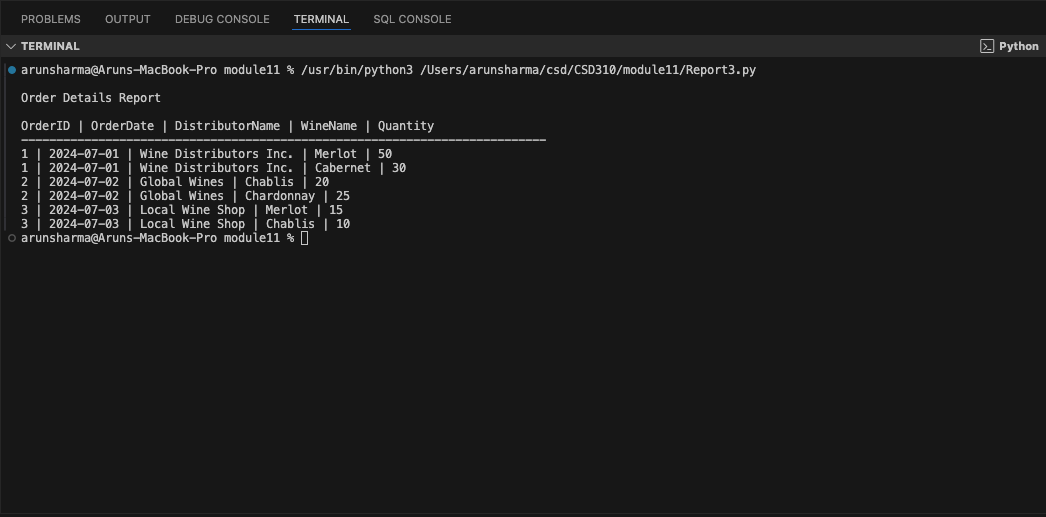 PROBLEMS OUTPUT DEBUG CONSOLE TERMINAL SQL CONSOLE
TERMINAL Python
arunsharma@Aruns-MacBook-Pro module11 % /usr/bin/python3 /Users/arunsharma/csd/CSD310/module11/Report3.py
Order Details Report
OrderID | OrderDate | DistributorName | WineName | Quantity
---------------------------------------------------------------------------
1 | 2024-07-01 | Wine Distributors Inc. | Merlot | 50
1 | 2024-07-01 | Wine Distributors Inc. | Cabernet | 30
2 | 2024-07-02 | Global Wines | Chablis | 20
2 | 2024-07-02 | Global Wines | Chardonnay | 25
3 | 2024-07-03 | Local Wine Shop | Merlot | 15
3 | 2024-07-03 | Local Wine Shop | Chablis | 10
arunsharma@Aruns-MacBook-Pro module11 %